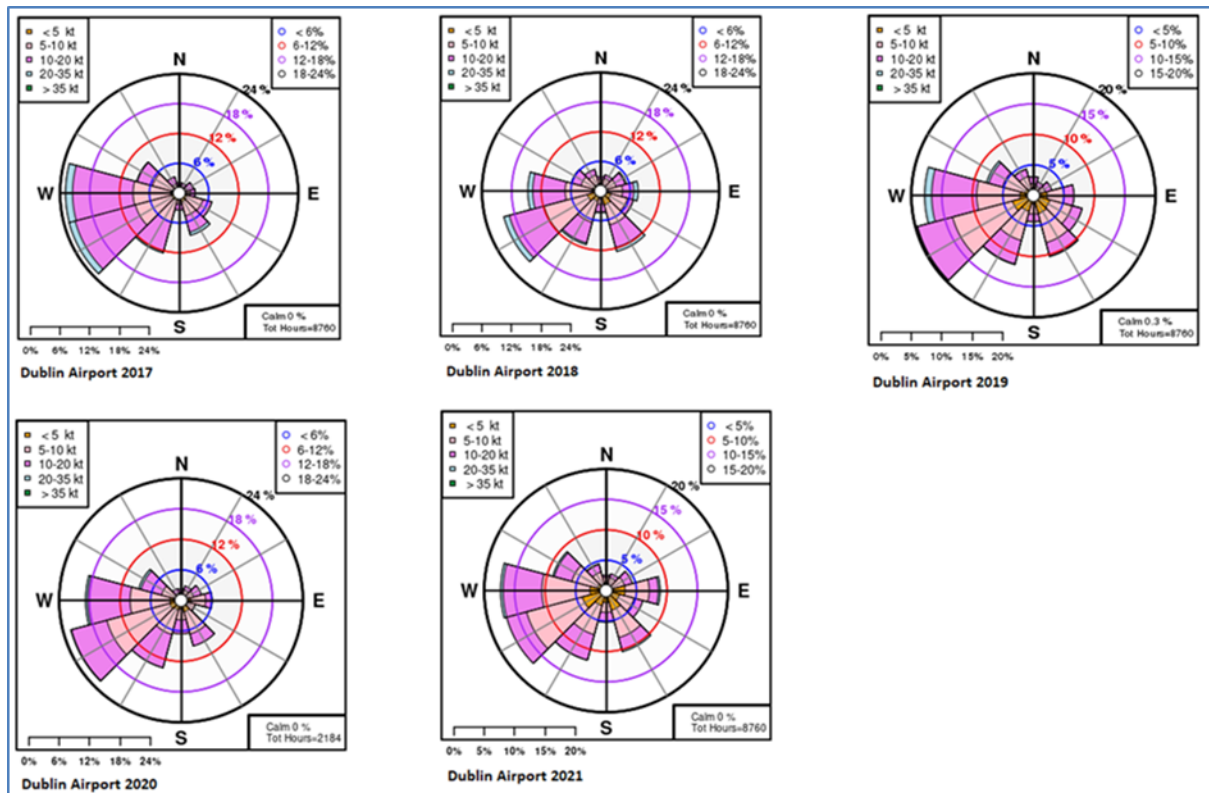 < 5 kt
5-10 kt
10-20 kt
20-35 kt
> 35 kt
< 6%
6-12%
12-18%
18-24%
N
24 %
18 %
12 %
6 %
W
E
S
Calm 0 %
Tot Hours=8760
0% 6% 12% 18% 24%
Dublin Airport 2017
< 5 kt
5-10 kt
10-20 kt
20-35 kt
> 35 kt
< 6%
6-12%
12-18%
18-24%
N
24 %
18 %
12 %
6 %
W
E
S
Calm 0 %
Tot Hours=8760
0% 6% 12% 18% 24%
Dublin Airport 2018
< 5 kt
5-10 kt
10-20 kt
20-35 kt
> 35 kt
< 5%
5-10%
10-15%
15-20%
N
20 %
15 %
10 %
5 %
W
E
S
Calm 0.3 %
Tot Hours=8760
0% 5% 10% 15% 20%
Dublin Airport 2019
< 5 kt
5-10 kt
10-20 kt
20-35 kt
> 35 kt
< 6%
6-12%
12-18%
18-24%
N
24 %
18 %
12 %
6 %
W
E
S
Calm 0 %
Tot Hours=2184
0% 6% 12% 18% 24%
Dublin Airport 2020
< 5 kt
5-10 kt
10-20 kt
20-35 kt
> 35 kt
< 5%
5-10%
10-15%
15-20%
N
20 %
15 %
10 %
5 %
W
E
S
Calm 0 %
Tot Hours=8760
0% 5% 10% 15% 20%
Dublin Airport 2021